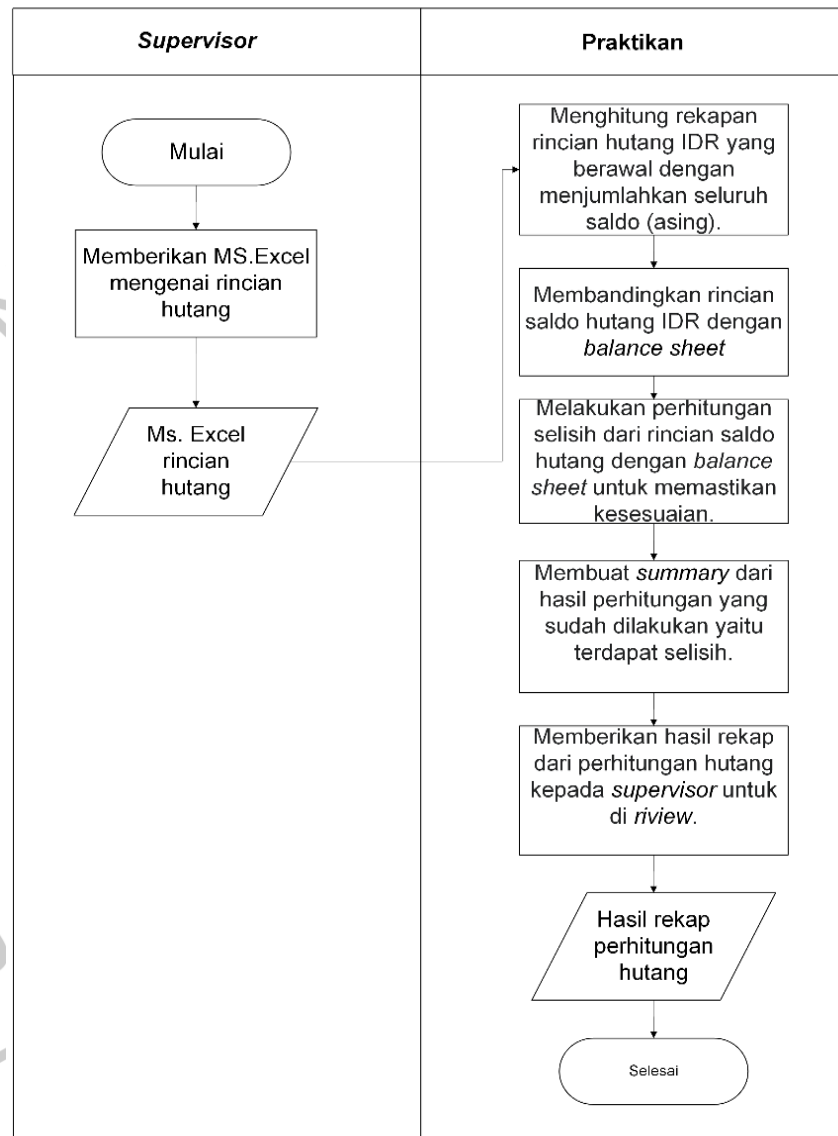 Supervisor
Praktikan
Mulai
Memberikan MS.Excel
mengenai rincian
hutang
Ms. Excel
rincian
hutang
Menghitung rekapan
rincian hutang IDR yang
berawal dengan
menjumlahkan seluruh
saldo (asing).
Membandingkan rincian
saldo hutang IDR dengan
balance sheet
Melakukan perhitungan
selisih dari rincian saldo
hutang dengan balance
sheet untuk memastikan
kesesuaian.
Membuat summary dari
hasil perhitungan yang
sudah dilakukan yaitu
terdapat selisih.
Memberikan hasil rekap
dari perhitungan hutang
kepada supervisor untuk
di riview.
Hasil rekap
perhitungan
hutang
Selesai